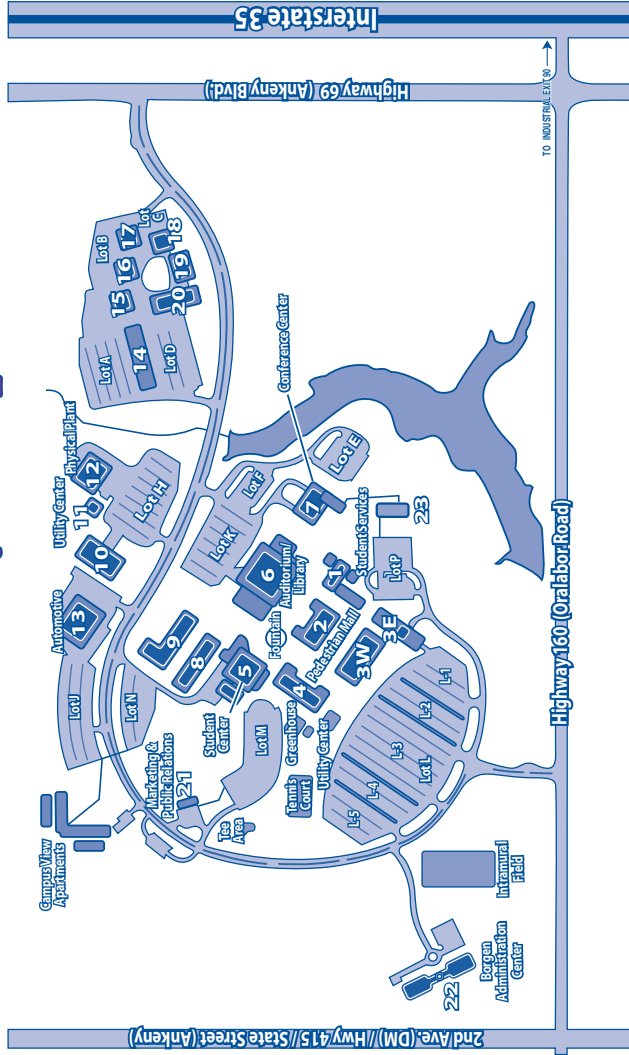 Interstate 35
Highway 69 (Ankeny Blvd.)
TO INDUSTRIAL EXIT 90
Lot B
Lot
C
17
18
16
19
15
20
14
Lot A
Lot D
Conference Center
Physical Plant
12
Utility Center
11
Lot H
10
Lot F
Lot E
7
Lot K
23
Student Services
Lot P
6
Auditorium/
Library
1
Automotive
13
9
Fountain
2
Pedestrian Mall
3E
8
3W
5
4
Lot J
Lot N
Student
Center
Lot M
Greenhouse
Utility Center
L-1
L-2
L-3
Lot L
L-4
L-5
Marketing &
Public Relations
21
Tennis
Court
Tee
Area
Campus View
Apartments
Intramural
Field
Borgen
Administration
Center
22
Highway 160 (Oralabor Road)
2nd Ave. (DM) / Hwy 415 / State Street (Ankeny)